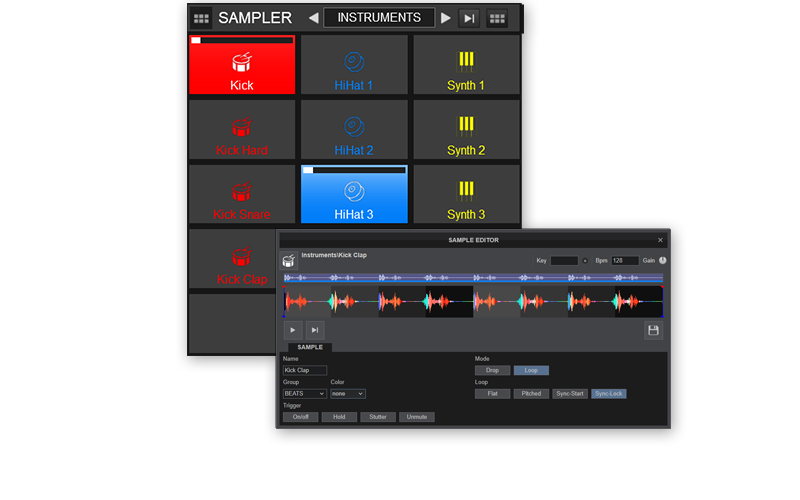 SAMPLER INSTRUMENTS
Kick HiHat 1 Synth 1
Kick Hard HiHat 2 Synth 2
Kick Snare HiHat 3 Synth 3
Kick Clap
SAMPLE EDITOR
Instruments\Kick Clap
Key Bpm 128 Gain
SAMPLE
Name Mode
Kick Clap Drop Loop
Group Color Loop
BEATS none Flat Pitched Sync-Start Sync-Lock
Trigger
On/off Hold Stutter Unmute